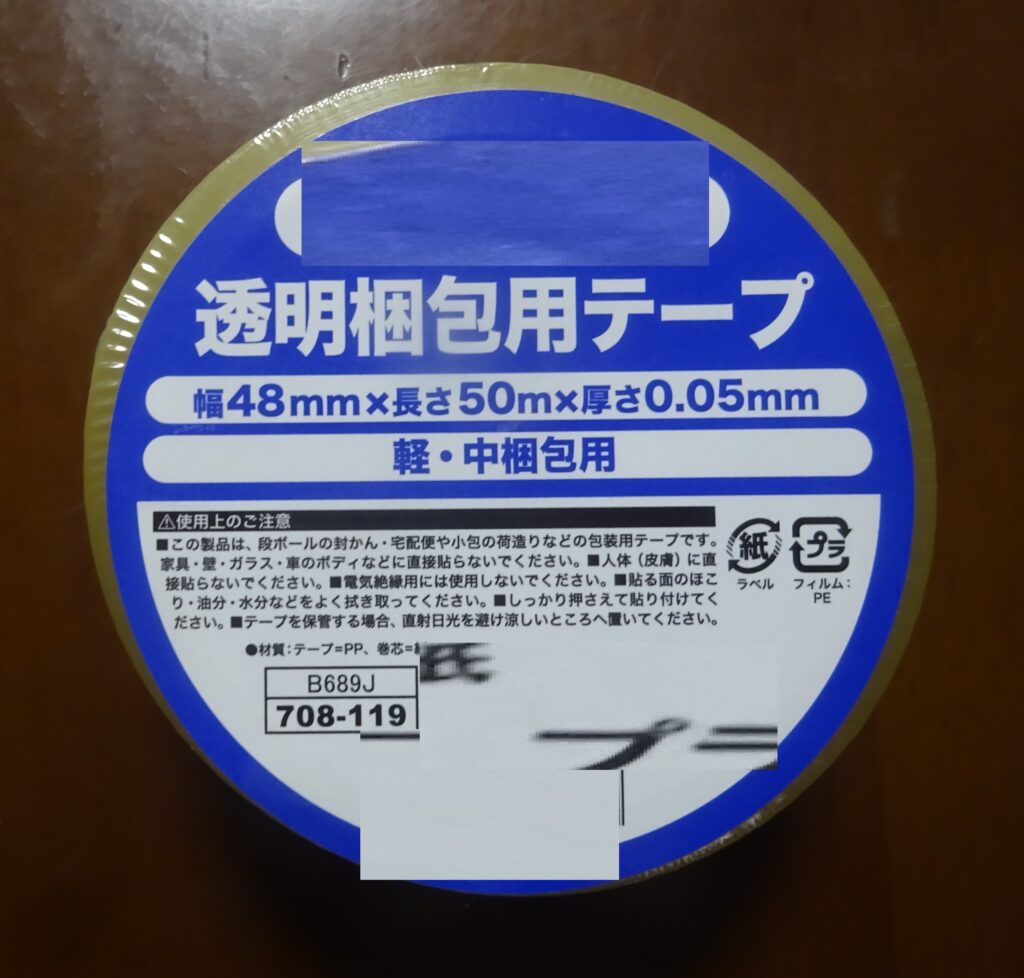 透明梱包用テープ
幅48mm×長さ50m×厚さ0.05mm
軽・中梱包用
⚠使用上のご注意
■この製品は、段ボールの封かん・宅配便や小包の荷造りなどの包装用テープです。
家具・壁・ガラス・車のボディなどに直接貼らないでください。■人体（皮膚）に直
接貼らないでください。■電気絶縁用には使用しないでください。■貼る面のほこ
り・油分・水分などをよく拭き取ってください。■しっかり押さえて貼り付けてく
ださい。■テープを保管する場合、直射日光を避け涼しいところへ置いてください。
紙
ラベル
プラ
フィルム：
PE
●材質：テープ=PP、巻芯=
B689J
708-119
プラ